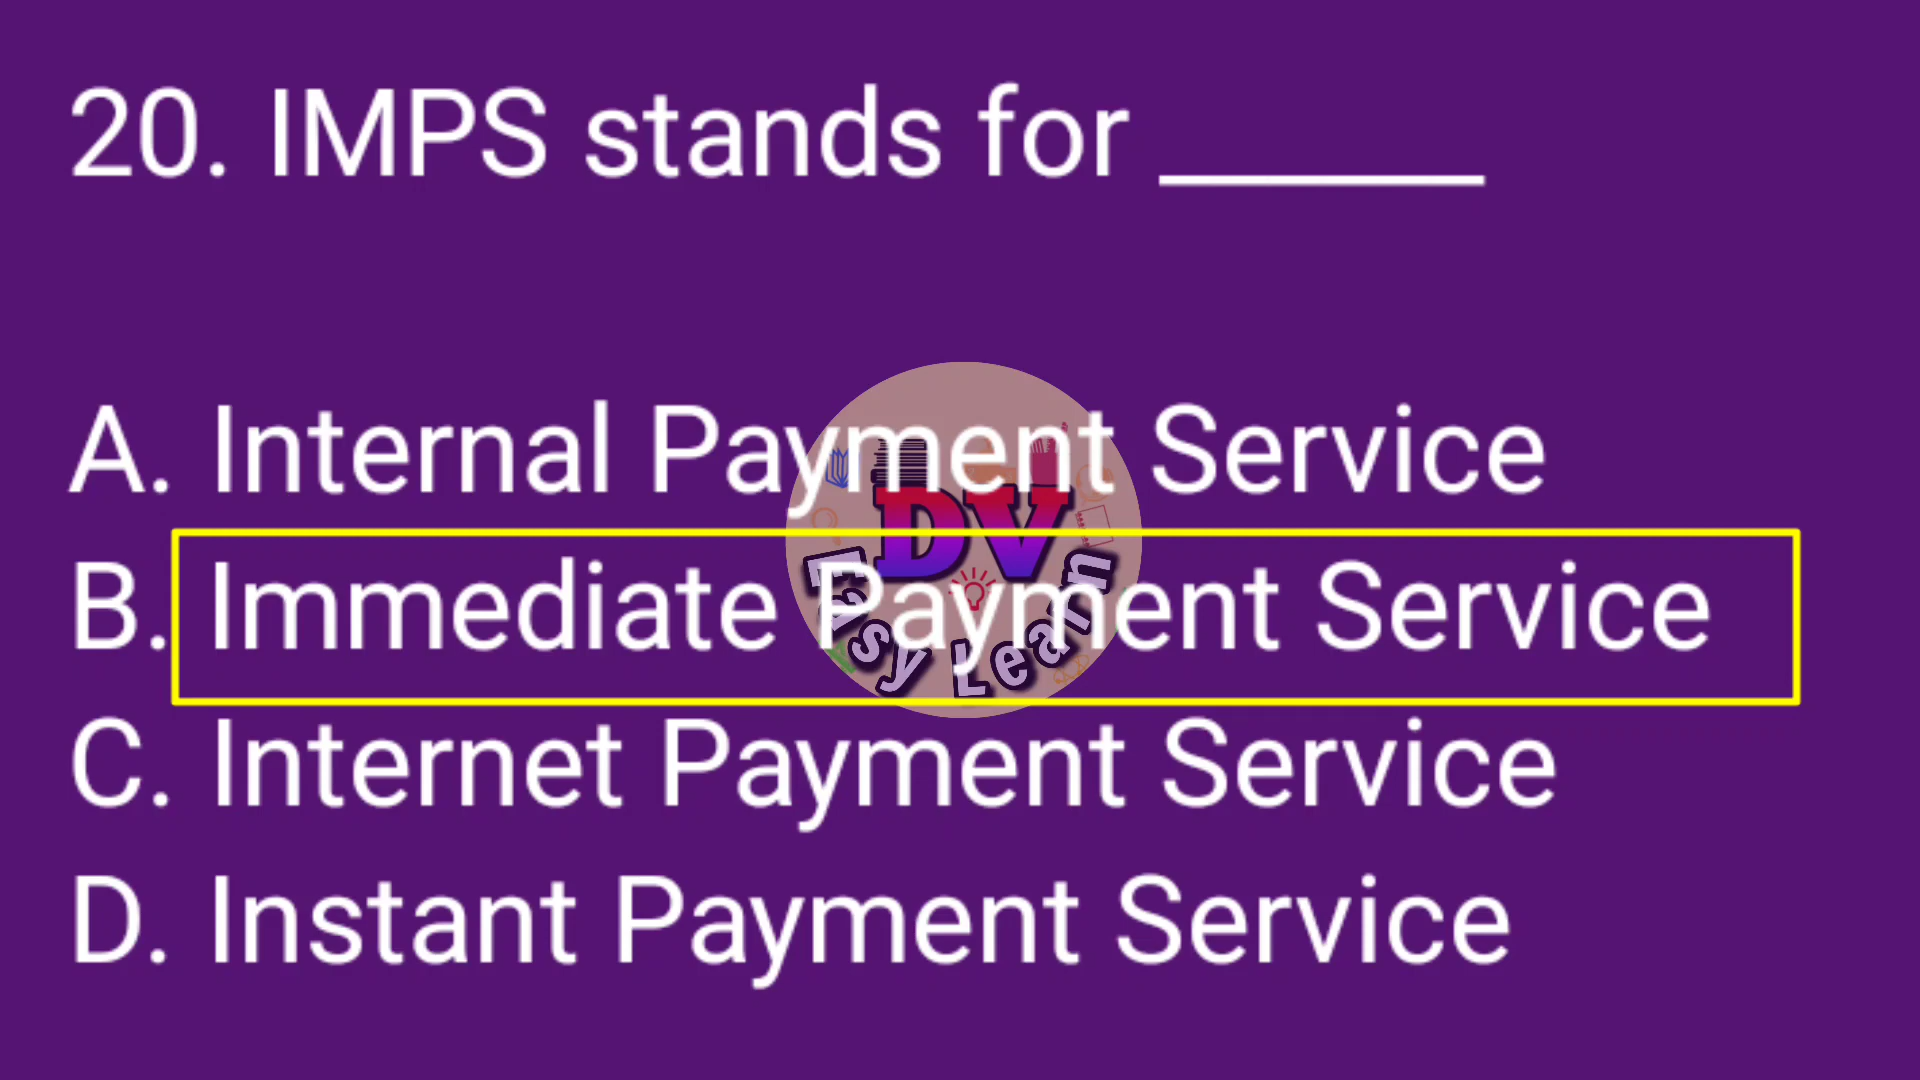 20. IMPS stands for ______
A. Internal Payment Service
DV
B. Immediate Payment Service
Easy Learn
C. Internet Payment Service
D. Instant Payment Service